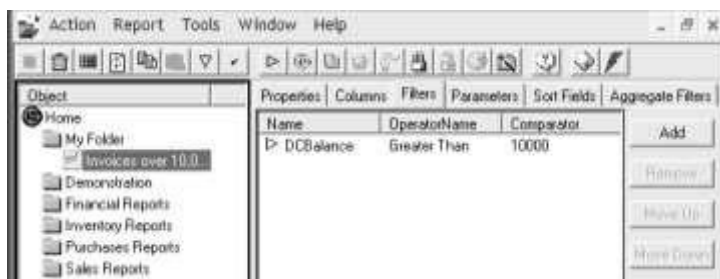 Action Report Tools Window Help
Object
Properties Columns Filters Parameters Sort Fields Aggregate Filters
Home
My Folder
Invoices over 10,0...
Demonstration
Financial Reports
Inventory Reports
Purchases Reports
Sales Reports
Name OperatorName Comparator
DCBalance Greater Than 10000
Add
Remove
Move Up
Move Down